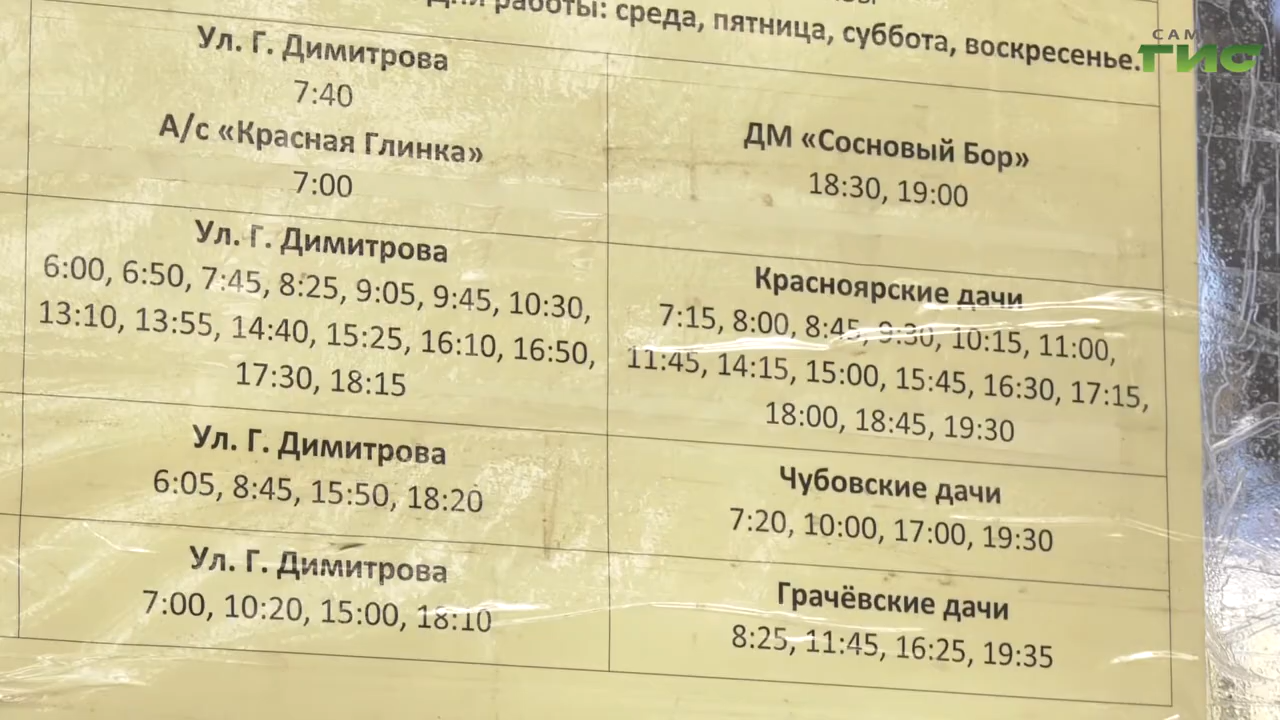 работы: среда, пятница, суббота, воскресенье.
САМ
ГИС
Ул. Г. Димитрова
7:40
А/с «Красная Глинка»
7:00
ДМ «Сосновый Бор»
18:30, 19:00
Ул. Г. Димитрова
6:00, 6:50, 7:45, 8:25, 9:05, 9:45, 10:30,
13:10, 13:55, 14:40, 15:25, 16:10, 16:50,
17:30, 18:15
Красноярские дачи
7:15, 8:00, 8:45, 9:30, 10:15, 11:00,
11:45, 14:15, 15:00, 15:45, 16:30, 17:15,
18:00, 18:45, 19:30
Ул. Г. Димитрова
6:05, 8:45, 15:50, 18:20
Чубовские дачи
7:20, 10:00, 17:00, 19:30
Ул. Г. Димитрова
7:00, 10:20, 15:00, 18:10
Грачёвские дачи
8:25, 11:45, 16:25, 19:35